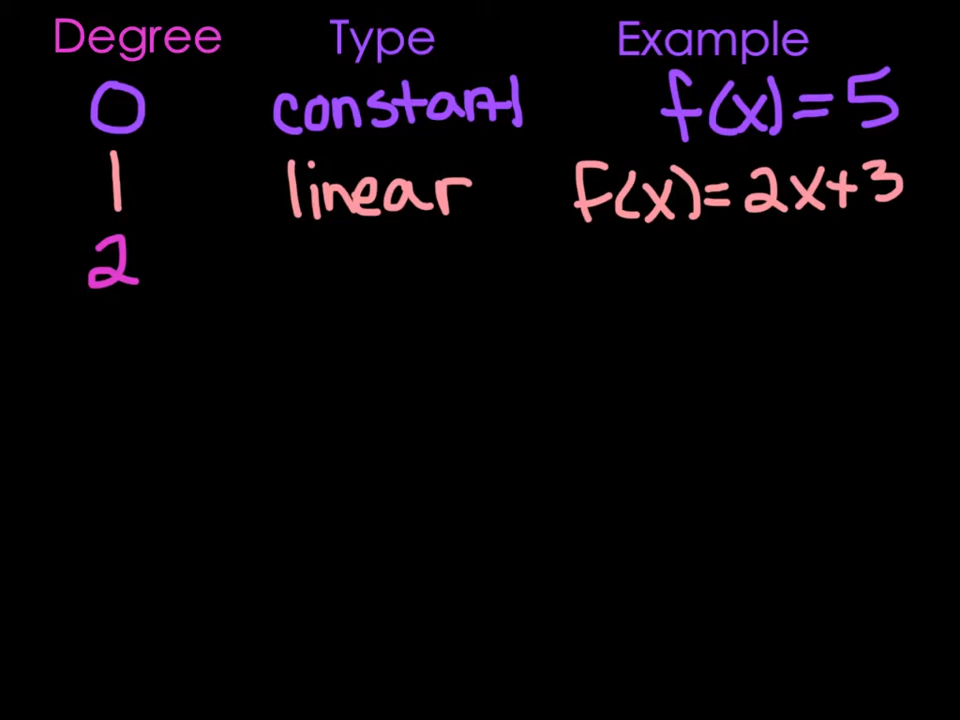 Degree Type Example
0 constant f(x)=5
1 linear f(x)=2x+3
2